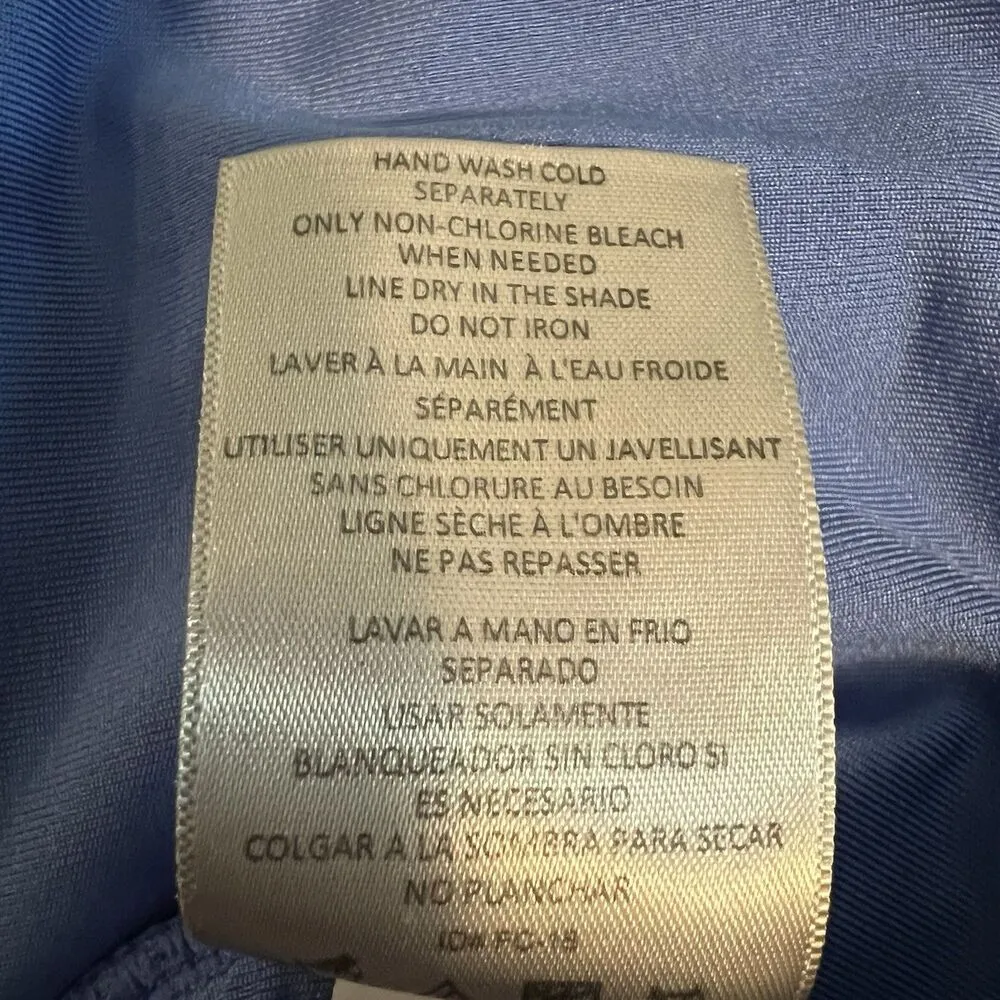 HAND WASH COLD
SEPARATELY
ONLY NON-CHLORINE BLEACH
WHEN NEEDED
LINE DRY IN THE SHADE
DO NOT IRON
LAVER À LA MAIN À L'EAU FROIDE
SÉPARÉMENT
UTILISER UNIQUEMENT UN JAVELLISANT
SANS CHLORURE AU BESOIN
LIGNE SÈCHE À L'OMBRE
NE PAS REPASSER
LAVAR A MANO EN FRIO
SEPARADO
USAR SOLAMENTE
BLANQUEADOR SIN CLORO SI
ES NECESARIO
COLGAR A LA SOMBRA PARA SECAR
NO PLANCHAR
ID# FC-18